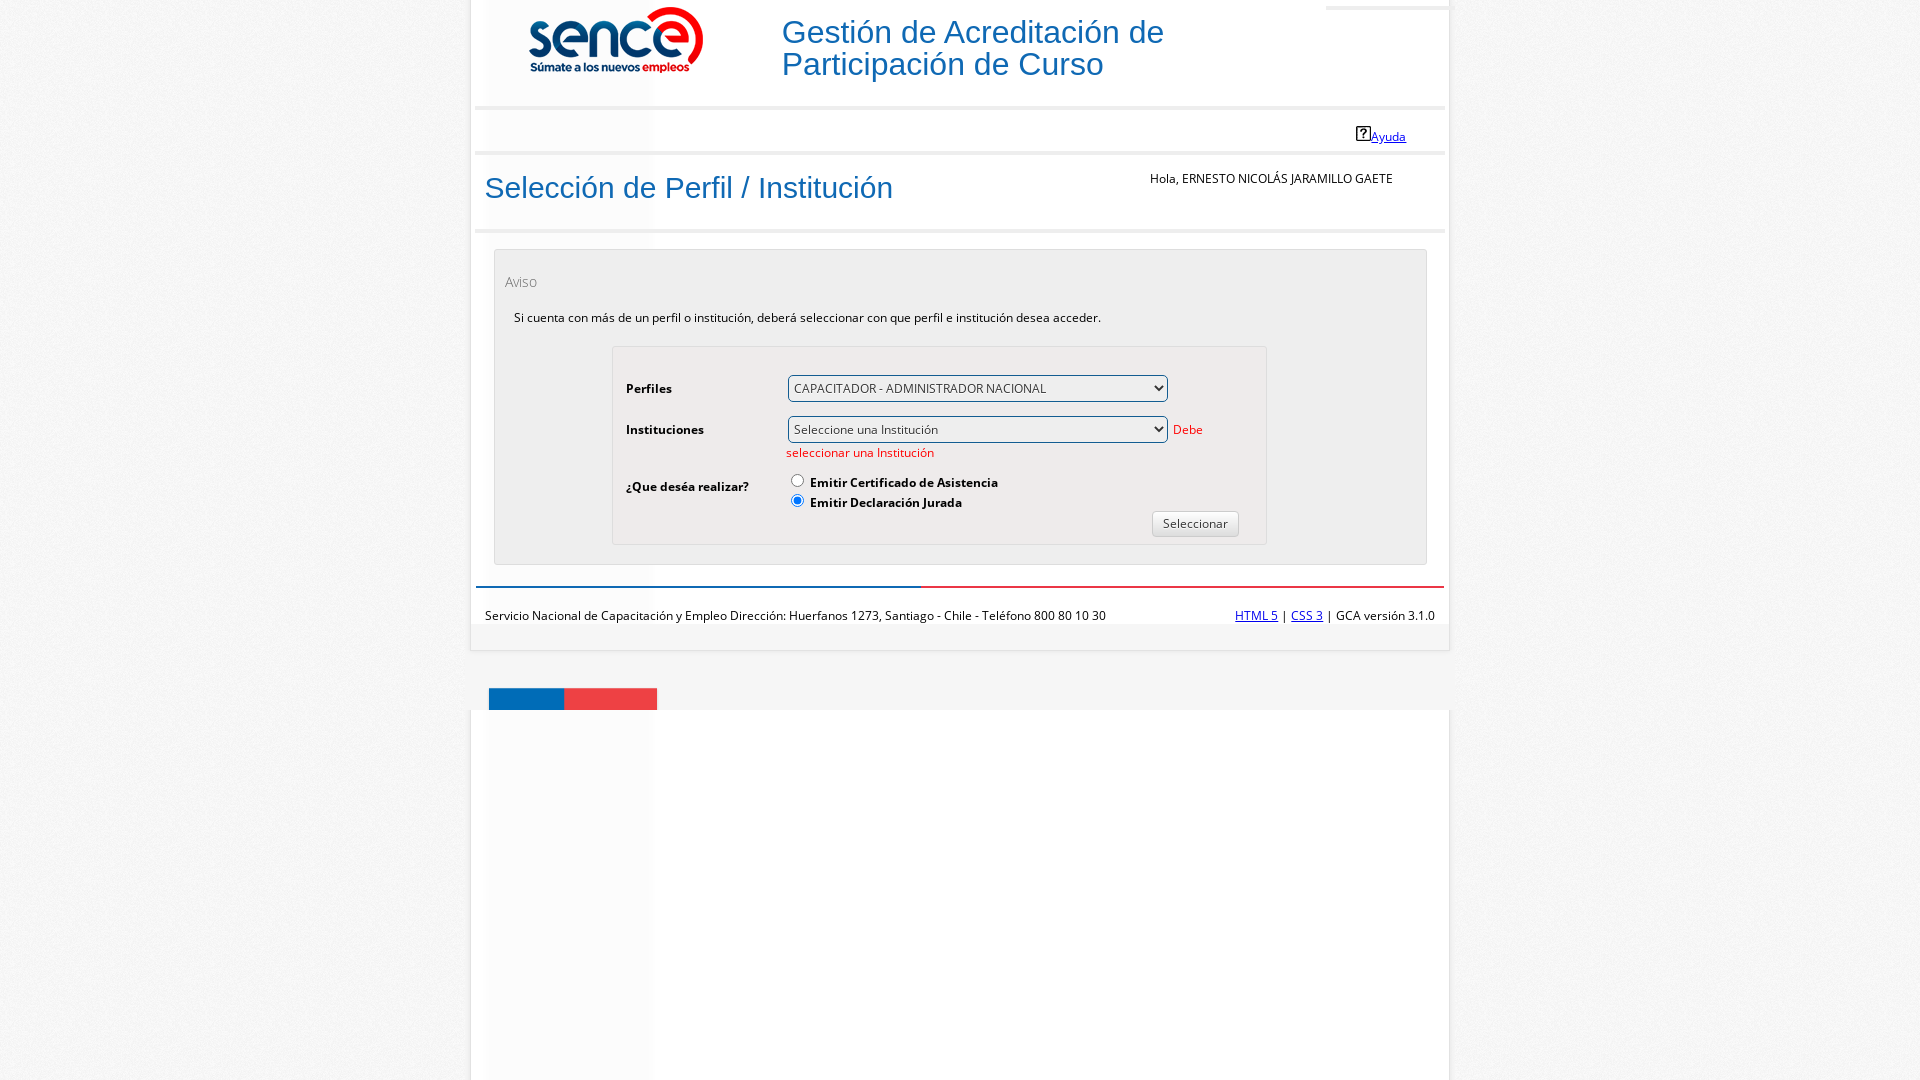 sence
Súmate a los nuevos empleos
Gestión de Acreditación de
Participación de Curso
Ayuda
Selección de Perfil / Institución
Hola, ERNESTO NICOLÁS JARAMILLO GAETE
Aviso
Si cuenta con más de un perfil o institución, deberá seleccionar con que perfil e institución desea acceder.
Perfiles
CAPACITADOR - ADMINISTRADOR NACIONAL
Instituciones
Seleccione una Institución
Debe
seleccionar una Institución
¿Que deséa realizar?
Emitir Certificado de Asistencia
Emitir Declaración Jurada
Seleccionar
Servicio Nacional de Capacitación y Empleo Dirección: Huerfanos 1273, Santiago - Chile - Teléfono 800 80 10 30
HTML 5 | CSS 3 | GCA versión 3.1.0